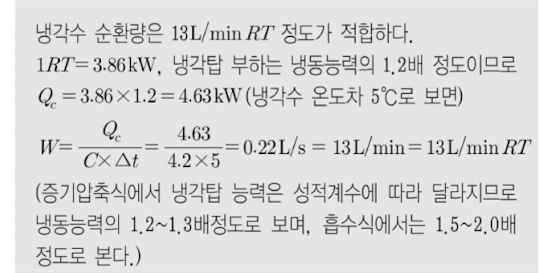 냉각수 순환량은 13L/min RT 정도가 적합하다.
1RT=3.86kW, 냉각탑 부하는 냉동능력의 1.2배 정도이므로
Qc=3.86×1.2=4.63kW(냉각수 온도차 5℃로 보면)
W=Qc/C×Δt=4.63/4.2×5=0.22L/s=13L/min=13L/min RT
(증기압축식에서 냉각탑 능력은 성적계수에 따라 달라지므로
냉동능력의 1.2~1.3배정도로 보며, 흡수식에서는 1.5~2.0배
정도로 본다.)